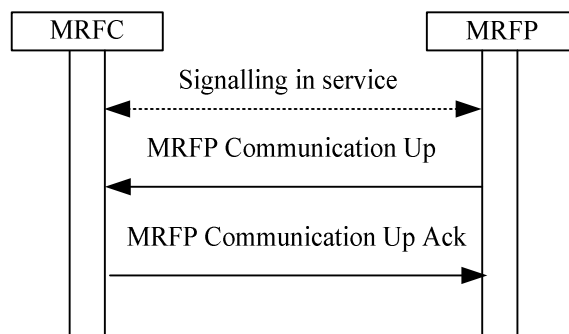 MRFC
MRFP
Signalling in service
MRFP Communication Up
MRFP Communication Up Ack